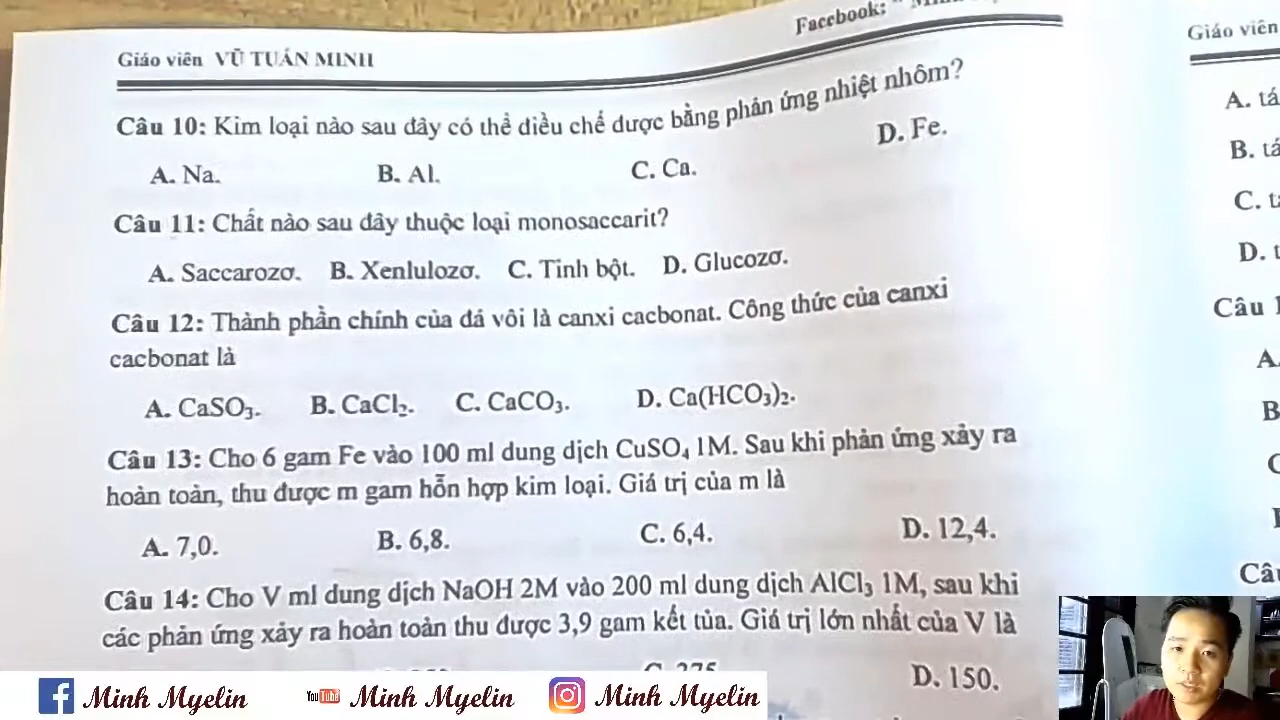 Facebook: "
Giáo viên VŨ TUẤN MINH
Câu 10: Kim loại nào sau đây có thể điều chế được bằng phản ứng nhiệt nhôm?
A. Na. B. Al. C. Ca. D. Fe.
Câu 11: Chất nào sau đây thuộc loại monosaccarit?
A. Saccarozơ. B. Xenlulozơ. C. Tinh bột. D. Glucozơ.
Câu 12: Thành phần chính của đá vôi là canxi cacbonat. Công thức của canxi
cacbonat là
A. CaSO₃. B. CaCl₂. C. CaCO₃. D. Ca(HCO₃)₂.
Câu 13: Cho 6 gam Fe vào 100 ml dung dịch CuSO₄ 1M. Sau khi phản ứng xảy ra
hoàn toàn, thu được m gam hỗn hợp kim loại. Giá trị của m là
A. 7,0. B. 6,8. C. 6,4. D. 12,4.
Câu 14: Cho V ml dung dịch NaOH 2M vào 200 ml dung dịch AlCl₃ 1M, sau khi
các phản ứng xảy ra hoàn toàn thu được 3,9 gam kết tủa. Giá trị lớn nhất của V là
D. 150.
Giáo viên
A. tá
B. tá
C. t
D. t
Câu
A.
B
C
Câu
Minh Myelin YouTube Minh Myelin Minh Myelin